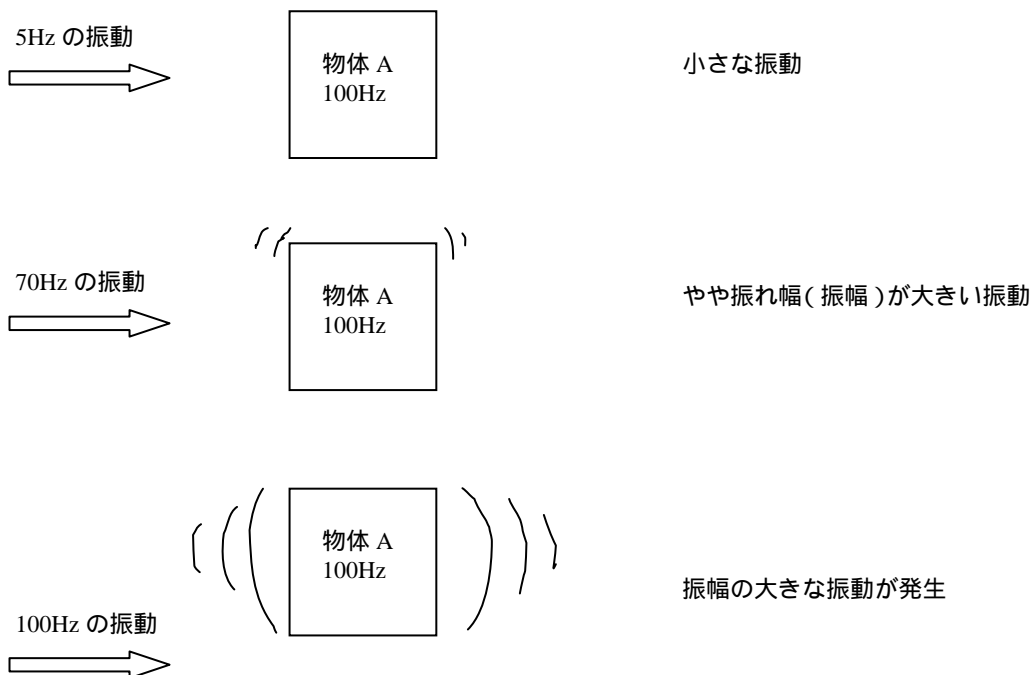 5Hz の振動
物体 A
100Hz
小さな振動
70Hz の振動
物体 A
100Hz
やや振れ幅(振幅)が大きい振動
物体 A
100Hz
振幅の大きな振動が発生
100Hz の振動